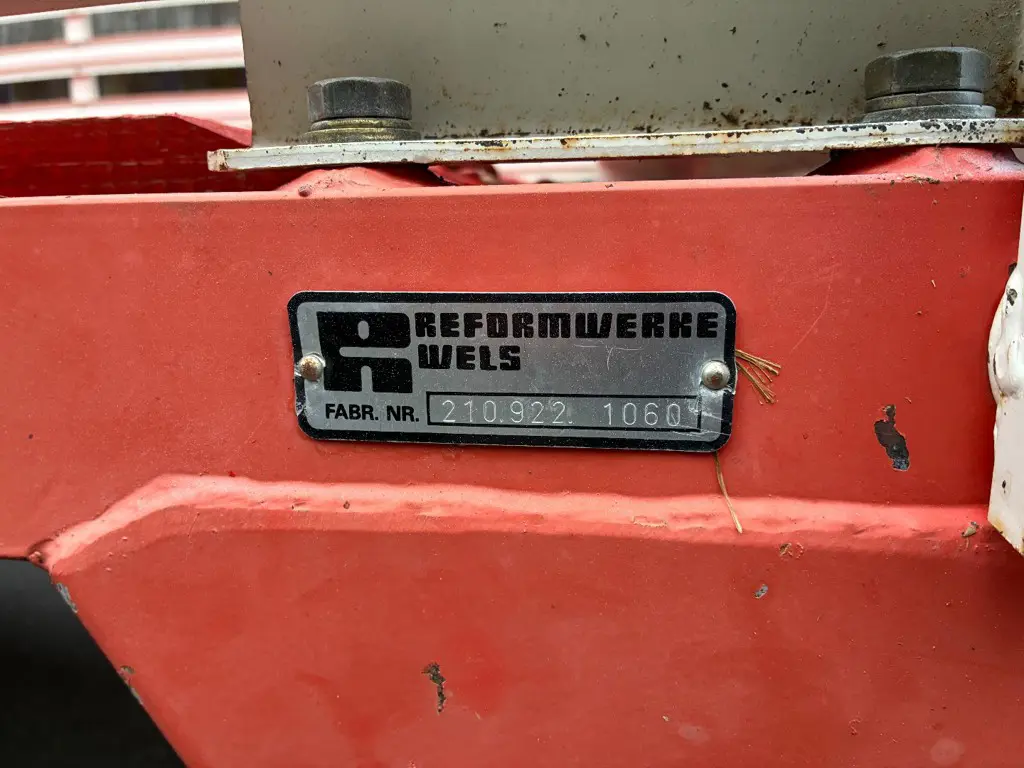 REFORMWERKE
WELS
FABR. NR. 210.922. 1060